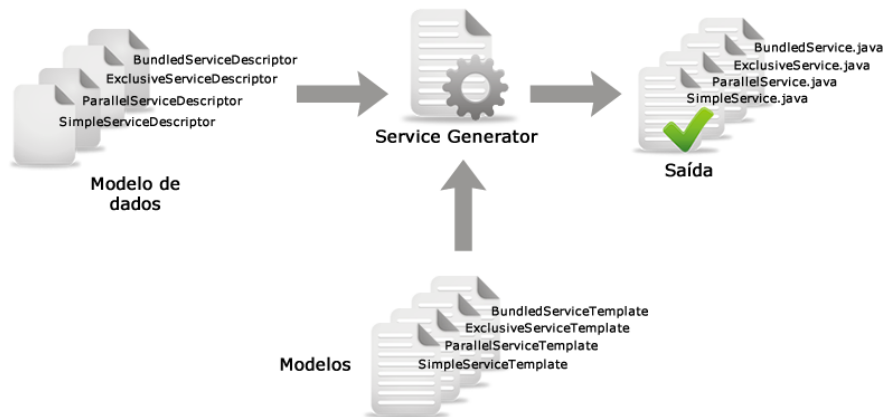 BundledServiceDescriptor
ExclusiveServiceDescriptor
ParallelServiceDescriptor
SimpleServiceDescriptor
Modelo de
dados
Service Generator
BundledService.java
ExclusiveService.java
ParallelService.java
SimpleService.java
Saída
BundledServiceTemplate
ExclusiveServiceTemplate
ParallelServiceTemplate
SimpleServiceTemplate
Modelos